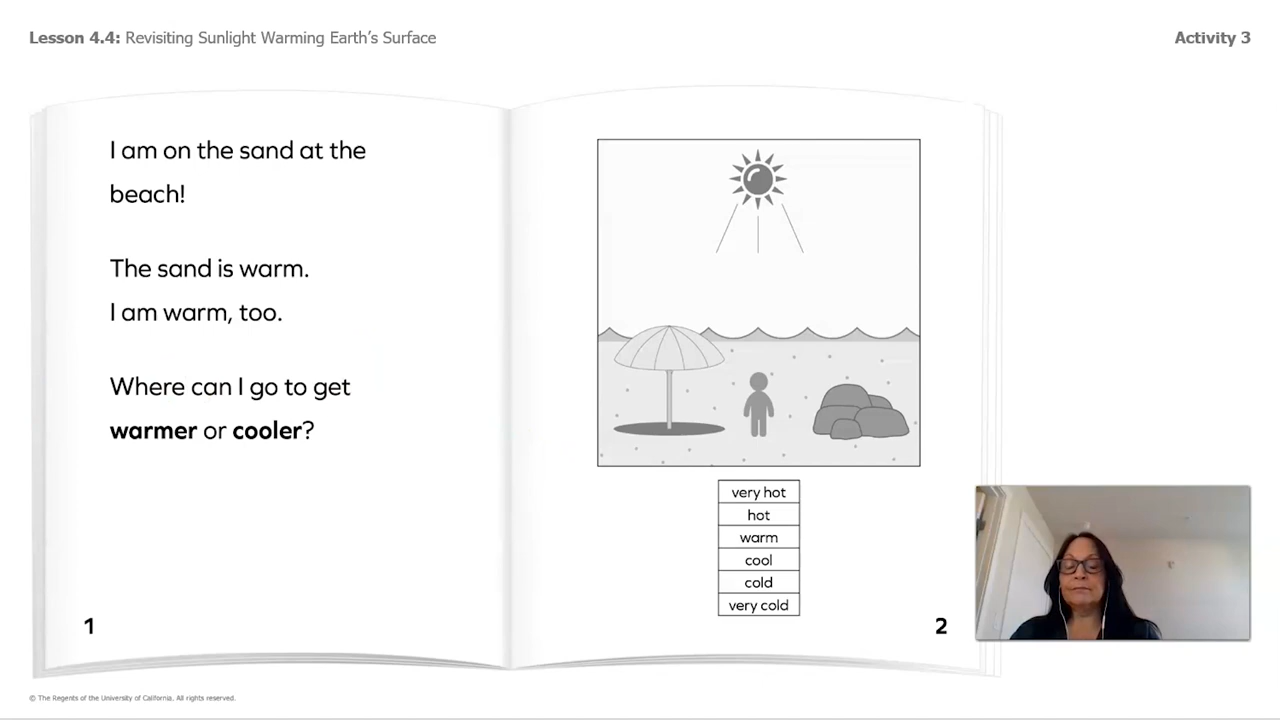 Lesson 4.4: Revisiting Sunlight Warming Earth's Surface
Activity 3
I am on the sand at the
beach!
The sand is warm.
I am warm, too.
Where can I go to get
warmer or cooler?
1
very hot
hot
warm
cool
cold
very cold
2
© The Regents of the University of California. All rights reserved.